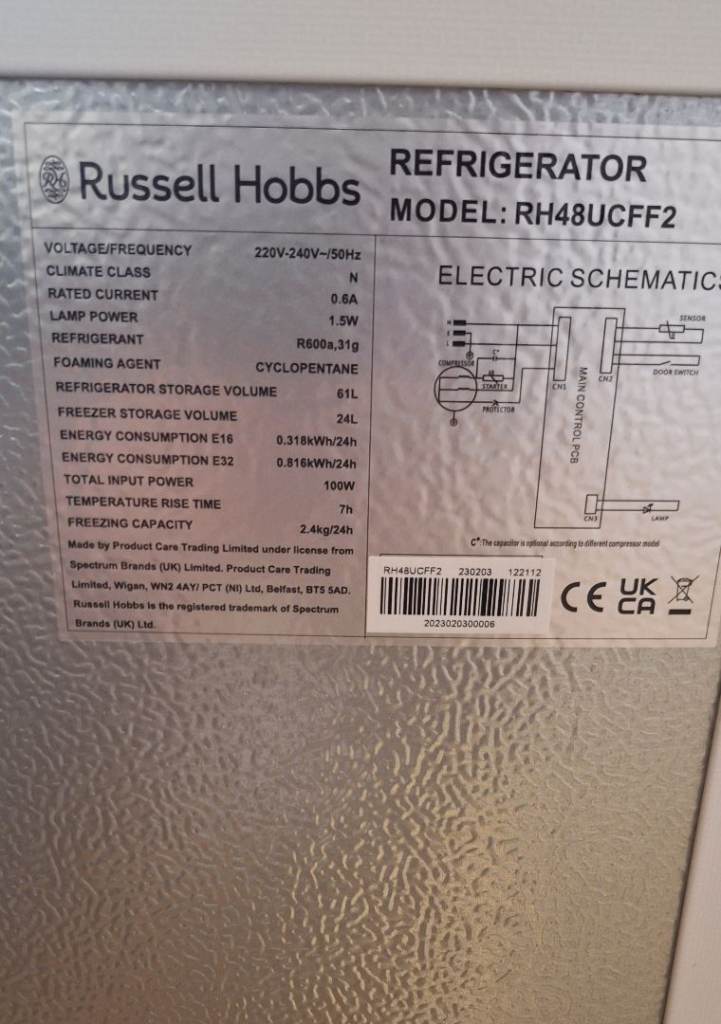 Russell Hobbs
REFRIGERATOR
MODEL: RH48UCFF2
VOLTAGE/FREQUENCY 220V-240V~/50Hz
CLIMATE CLASS N
RATED CURRENT 0.6A
LAMP POWER 1.5W
REFRIGERANT R600a,31g
FOAMING AGENT CYCLOPENTANE
REFRIGERATOR STORAGE VOLUME 61L
FREEZER STORAGE VOLUME 24L
ENERGY CONSUMPTION E16 0.318kWh/24h
ENERGY CONSUMPTION E32 0.816kWh/24h
TOTAL INPUT POWER 100W
TEMPERATURE RISE TIME 7h
FREEZING CAPACITY 2.4kg/24h
Made by Product Care Trading Limited under license from
Spectrum Brands (UK) Limited. Product Care Trading
Limited, Wigan, WN2 4AY/ PCT (NI) Ltd, Belfast, BT5 5AD.
Russell Hobbs is the registered trademark of Spectrum
Brands (UK) Ltd.
ELECTRIC SCHEMATICS
N
E
L
C*
COMPRESSOR
STARTER
PROTECTOR
CN1
MAIN CONTROL PCB
CN2
SENSOR
DOOR SWITCH
CN3
LAMP
C*:The capacitor is optional according to different compressor model
RH48UCFF2 230203 122112
2023020300006
CE
UK
CA